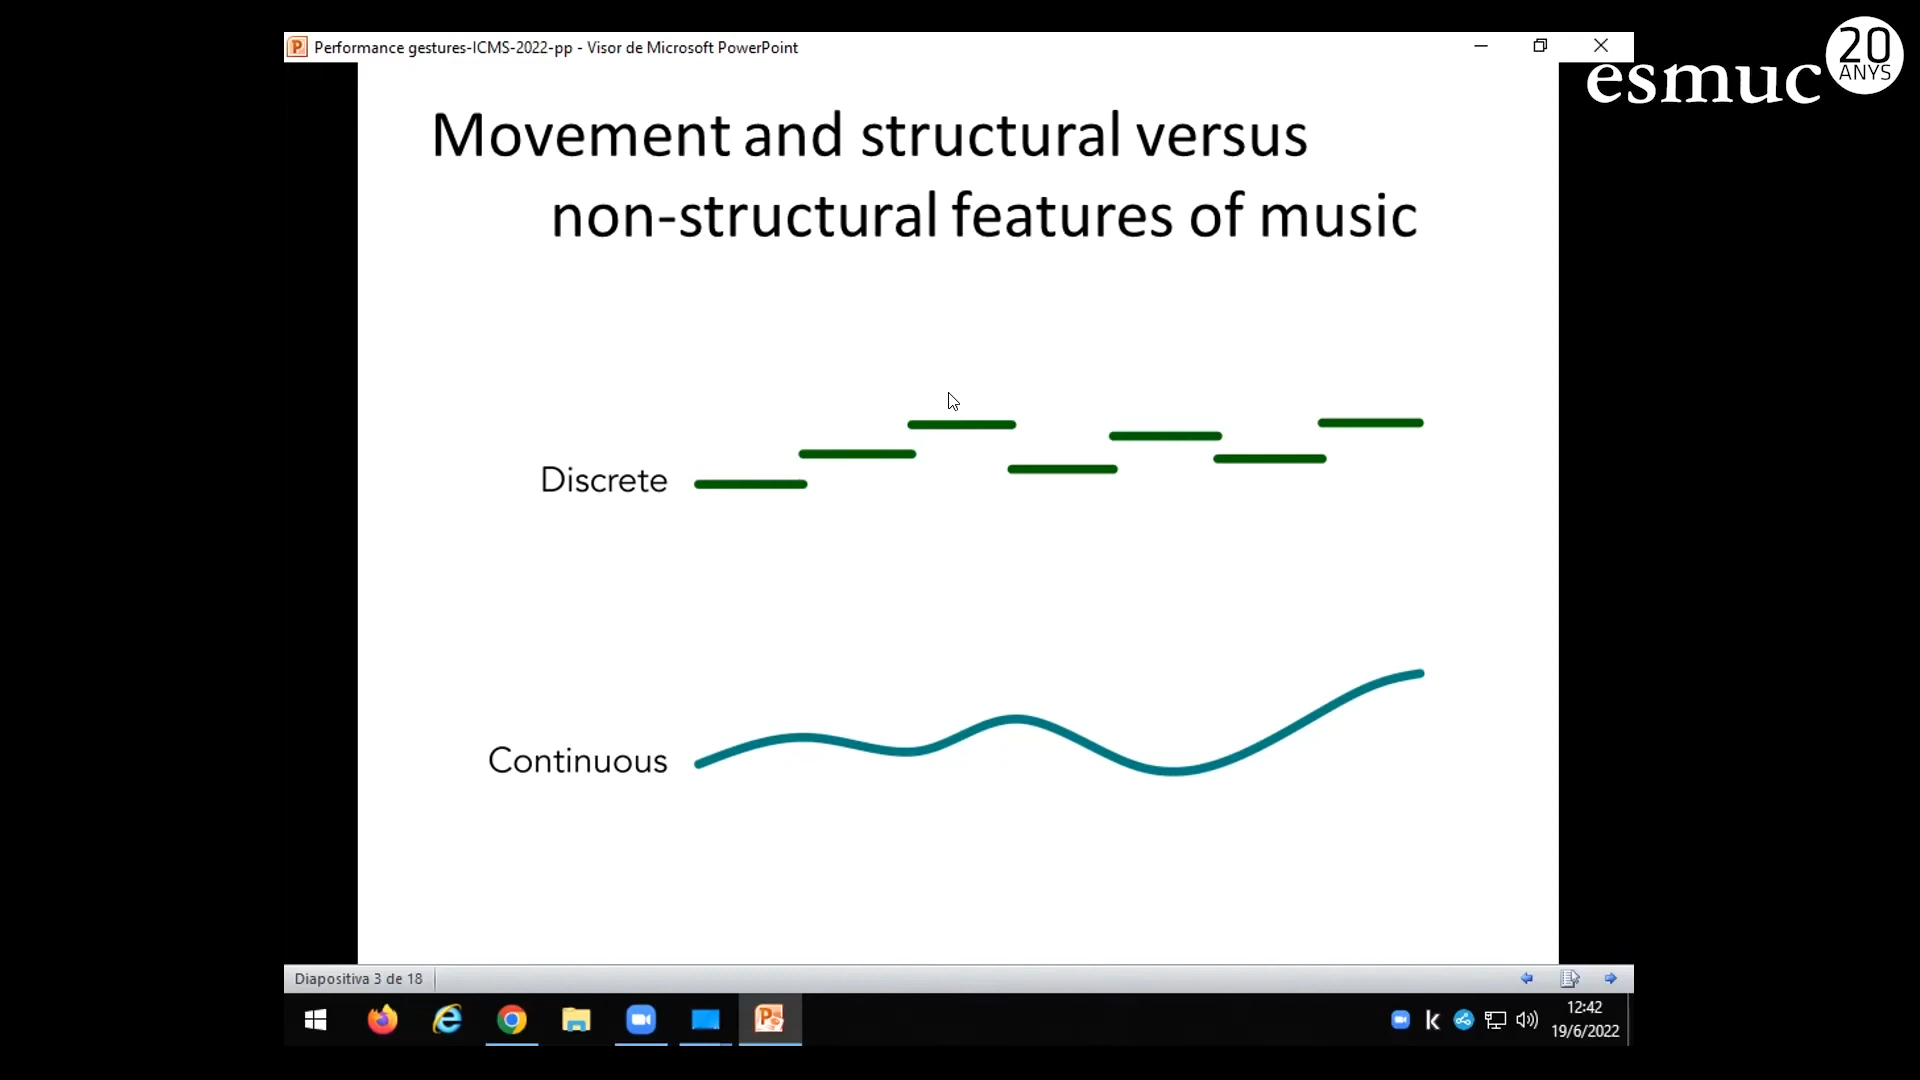 Performance gestures-ICMS-2022-pp - Visor de Microsoft PowerPoint
esmuc
20
ANYS
Movement and structural versus
non-structural features of music
Discrete
Continuous
Diapositiva 3 de 18
12:42
19/6/2022